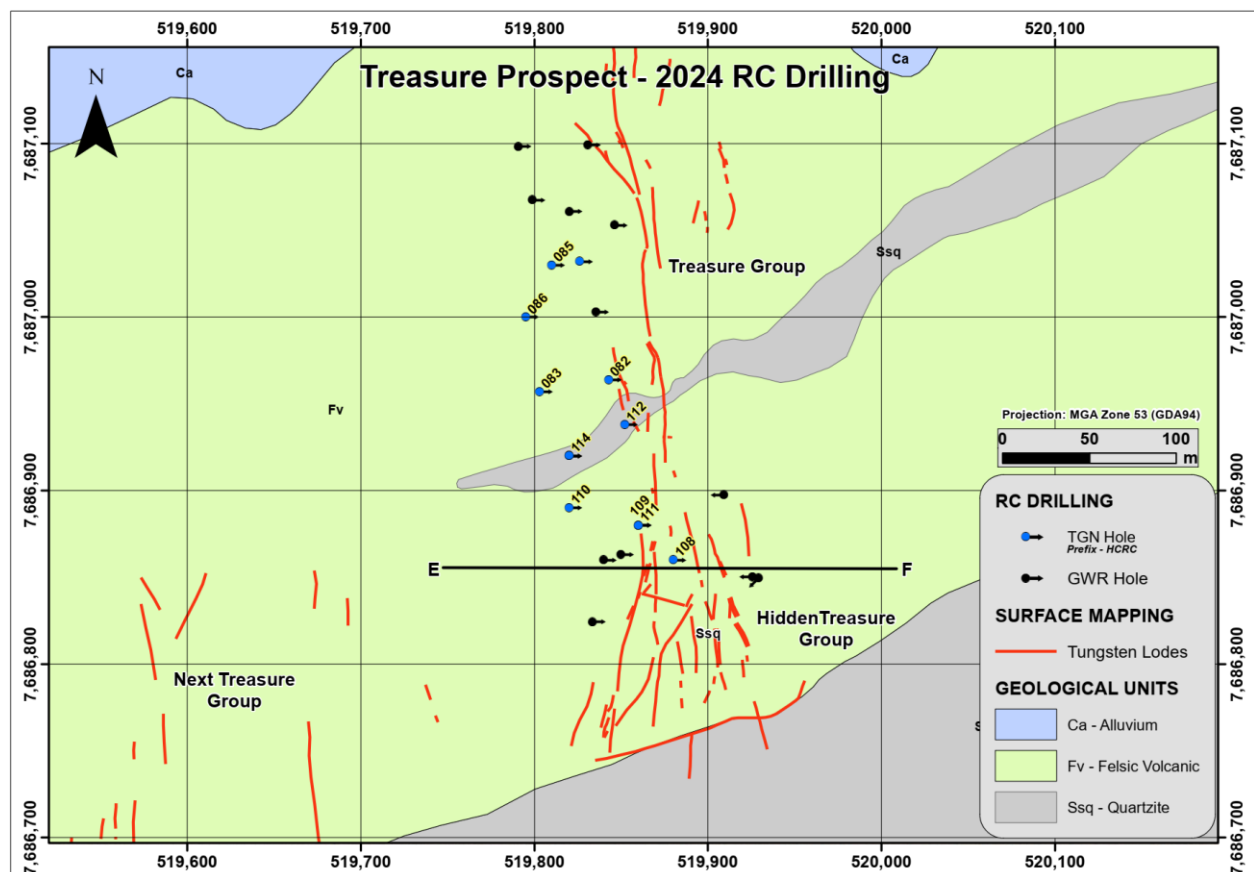 519,600 519,700 519,800 519,900 520,000 520,100
Ca
Ca
N
Treasure Prospect - 2024 RC Drilling
7,687,100
7,687,100
085
Treasure Group
Ssq
086
7,687,000
7,687,000
082
083
Fv
112
114
Projection: MGA Zone 53 (GDA94)
0 50 100
m
7,686,900
7,686,900
110
109
111
108
E F
RC DRILLING
TGN Hole
Prefix - HCRC
GWR Hole
SURFACE MAPPING
Tungsten Lodes
GEOLOGICAL UNITS
Ca - Alluvium
Fv - Felsic Volcanic
Ssq - Quartzite
HiddenTreasure
Group
Ssq
7,686,800
7,686,800
Next Treasure
Group
7,686,700
7,686,700
519,600 519,700 519,800 519,900 520,000 520,100